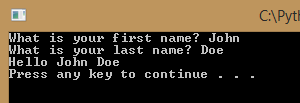 C:\Pyth
What is your first name? John
What is your last name? Doe
Hello John Doe
Press any key to continue . . .